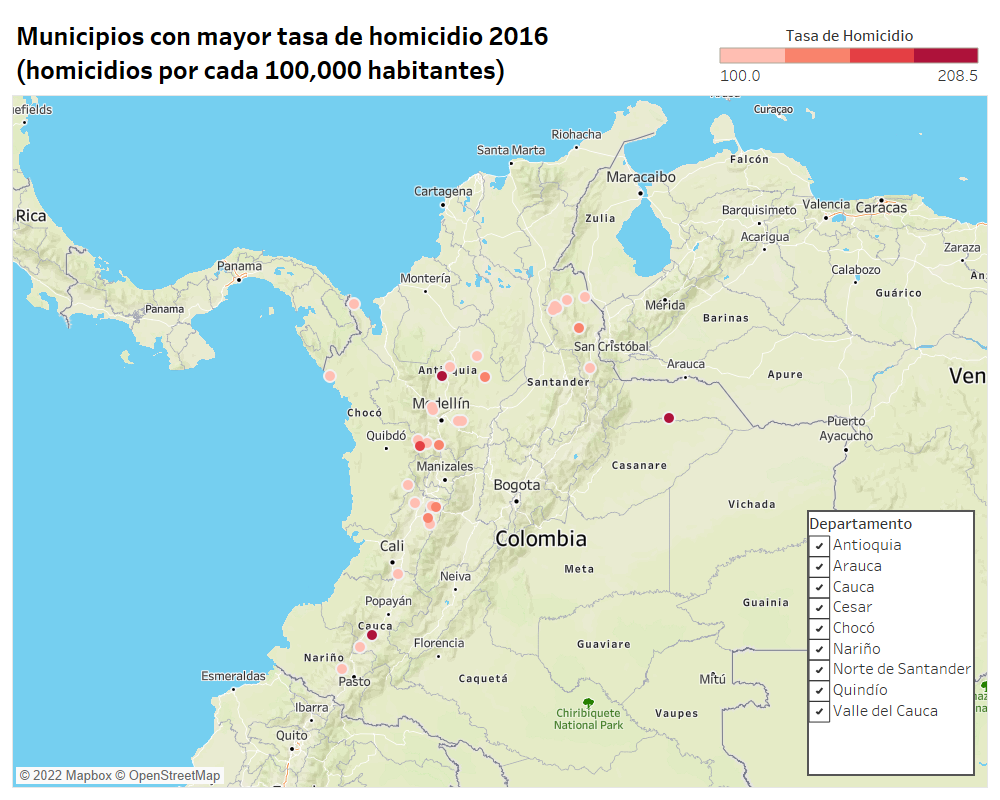 Municipios con mayor tasa de homicidio 2016
(homicidios por cada 100,000 habitantes)
Tasa de Homicidio
100.0 208.5
nefields
Curaçao
Riohacha
Santa Marta
Falcón
Maracaibo
Cartagena
Rica
Zulia
Barquisimeto
Valencia
Caracas
Acarigua
Zaraza
Panama
Montería
Calabozo
An
Guárico
Panama
Mérida
Barinas
San Cristóbal
Antioquia
Arauca
Santander
Apure
Ven
Medellín
Chocó
Puerto
Ayacucho
Quibdó
Manizales
Casanare
Bogota
Vichada
Colombia
Cali
Meta
Neiva
Popayán
Guainia
Cauca
Florencia
Guaviare
Nariño
Esmeraldas
Pasto
Caquetá
Mitú
Ibarra
Chiribiquete
National Park
Vaupes
Quito
Departamento
Antioquia
Arauca
Cauca
Cesar
Chocó
Nariño
Norte de Santander
Quindío
Valle del Cauca
© 2022 Mapbox © OpenStreetMap